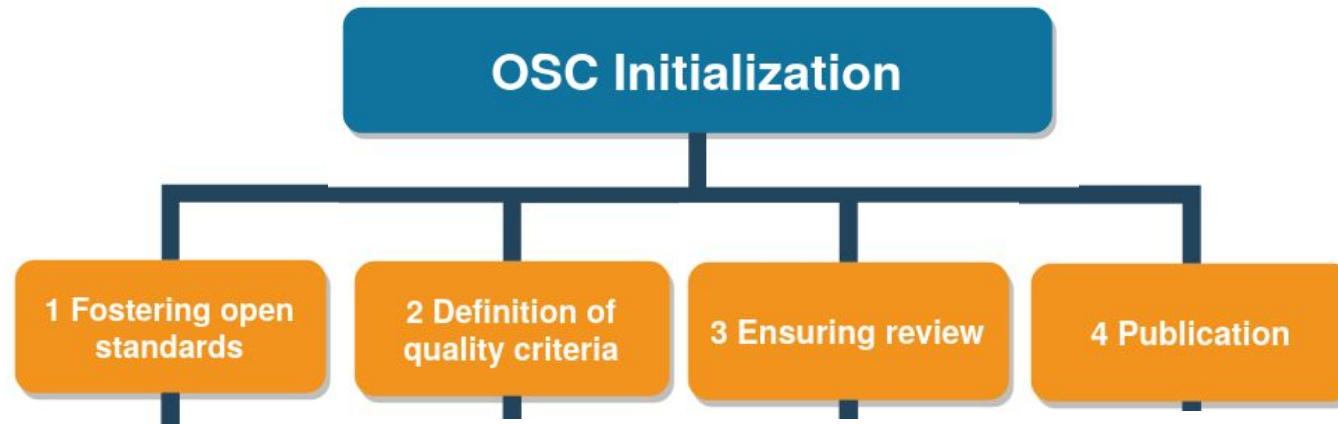 OSC Initialization
1 Fostering open
standards
2 Definition of
quality criteria
3 Ensuring review
4 Publication